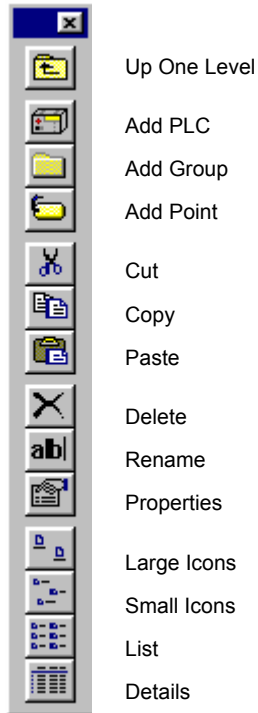 Up One Level
Add PLC
Add Group
Add Point
Cut
Copy
Paste
Delete
ab
Rename
Properties
Large Icons
Small Icons
List
Details